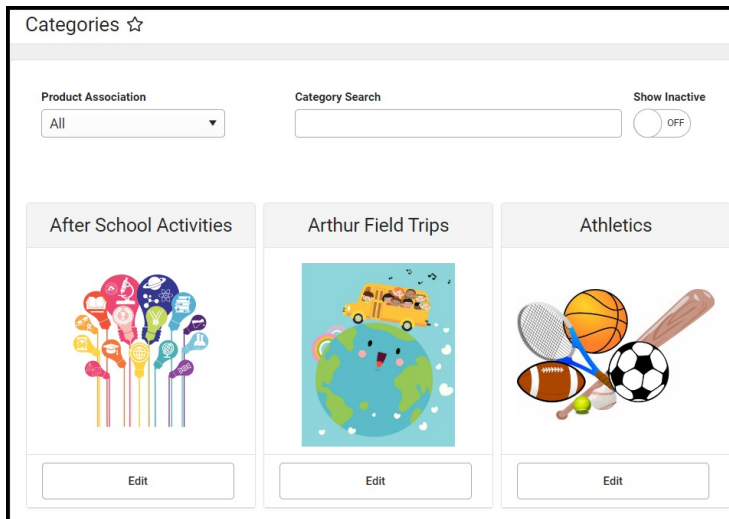 Categories
Product Association
Category Search
Show Inactive
All
OFF
After School Activities
Arthur Field Trips
Athletics
Edit
Edit
Edit